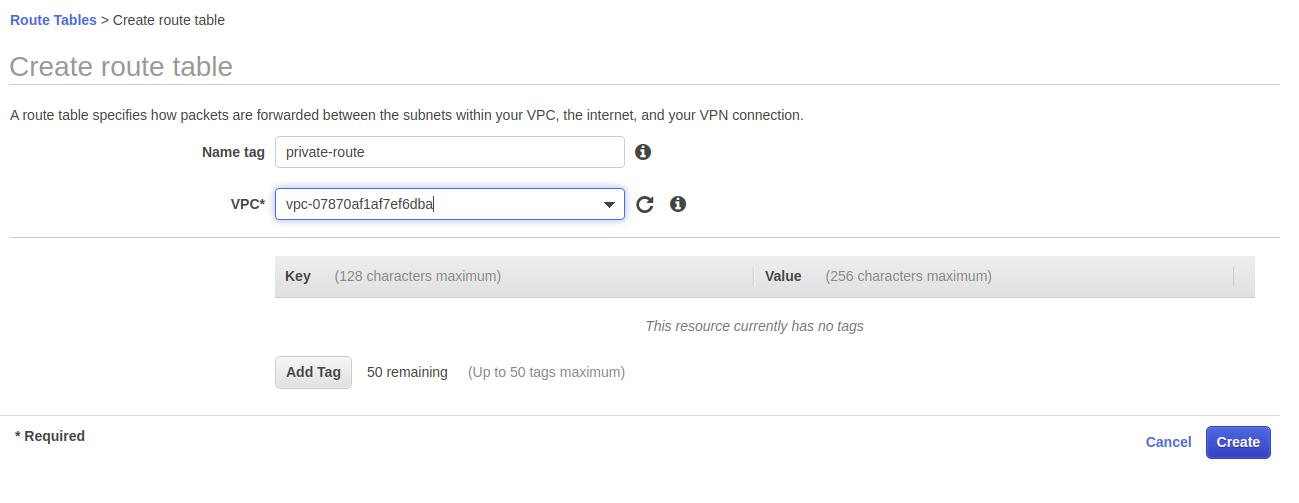 Route Tables > Create route table
Create route table
A route table specifies how packets are forwarded between the subnets within your VPC, the internet, and your VPN connection.
Name tag private-route
VPC* vpc-07870af1af7ef6dba
Key (128 characters maximum) Value (256 characters maximum)
This resource currently has no tags
Add Tag 50 remaining (Up to 50 tags maximum)
* Required
Cancel Create